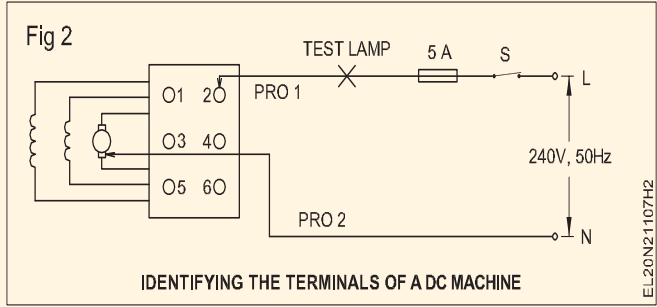 Fig 2
TEST LAMP
5 A
S
PRO 1
L
O1 2O
O3 4O
O5 6O
240V, 50Hz
PRO 2
N
IDENTIFYING THE TERMINALS OF A DC MACHINE
EL20N21107H2